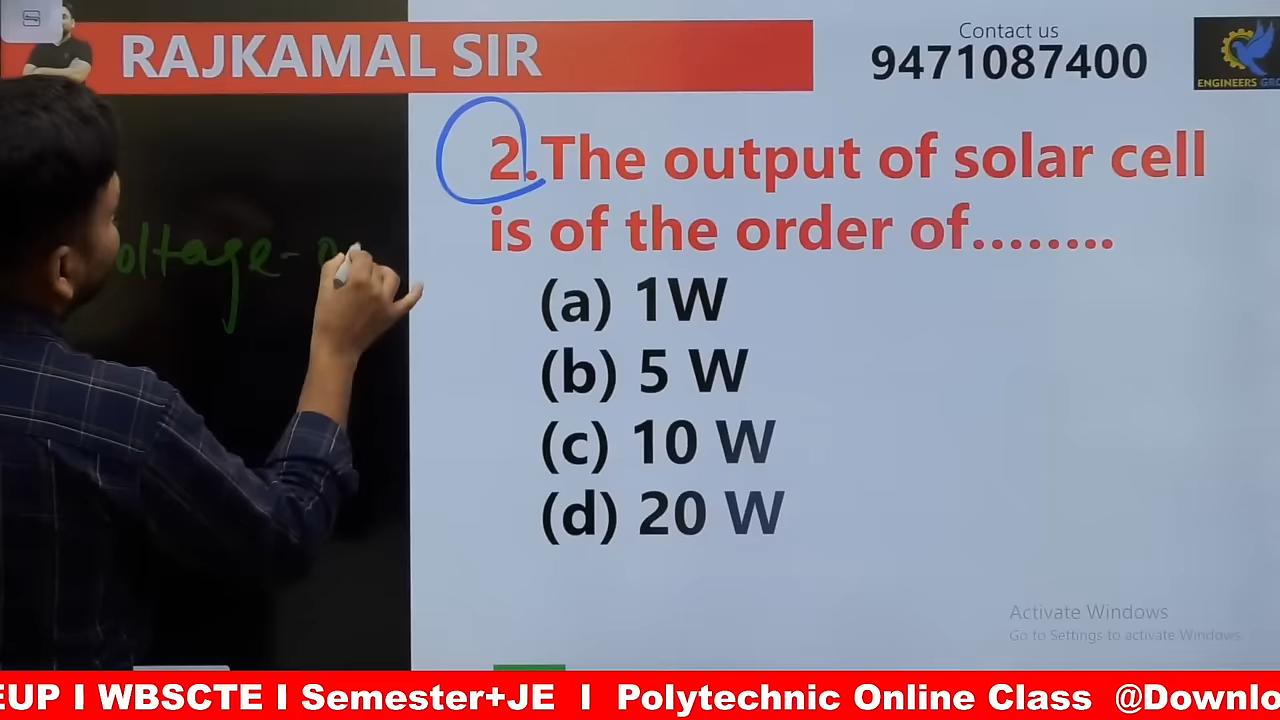 RAJKAMAL SIR
Contact us
9471087400
ENGINEERS GRO
2.The output of solar cell
is of the order of........
(a) 1W
(b) 5 W
(c) 10 W
(d) 20 W
Activate Windows
Go to Settings to activate Windows.
EUP I WBSCTE I Semester+JE I Polytechnic Online Class @Downlo